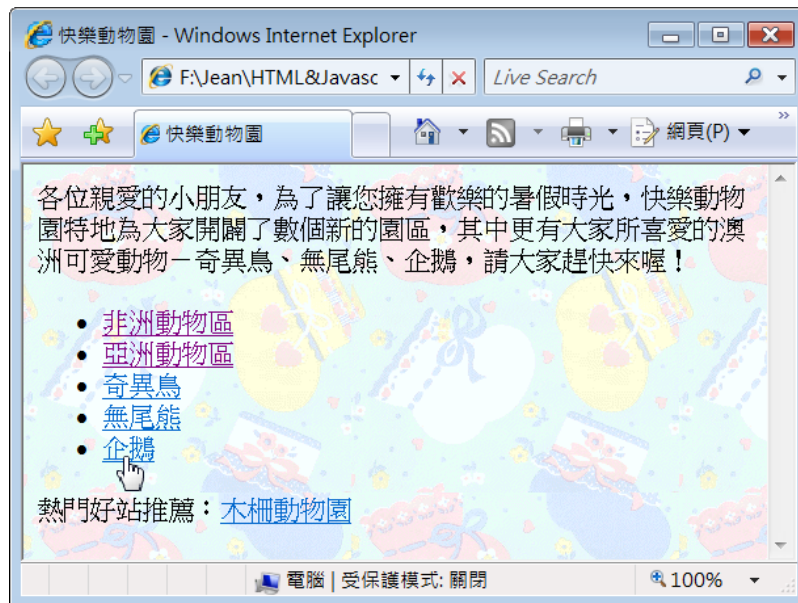 快樂動物園 - Windows Internet Explorer
F:\Jean\HTML&Javasc
Live Search
快樂動物園
網頁(P)
各位親愛的小朋友，為了讓您擁有歡樂的暑假時光，快樂動物
園特地為大家開闢了數個新的園區，其中更有大家所喜愛的澳
洲可愛動物－奇異鳥、無尾熊、企鵝，請大家趕快來喔！
• 非洲動物區
• 亞洲動物區
• 奇異鳥
• 無尾熊
• 企鵝
熱門好站推薦：木柵動物園
電腦 | 受保護模式: 關閉
100%